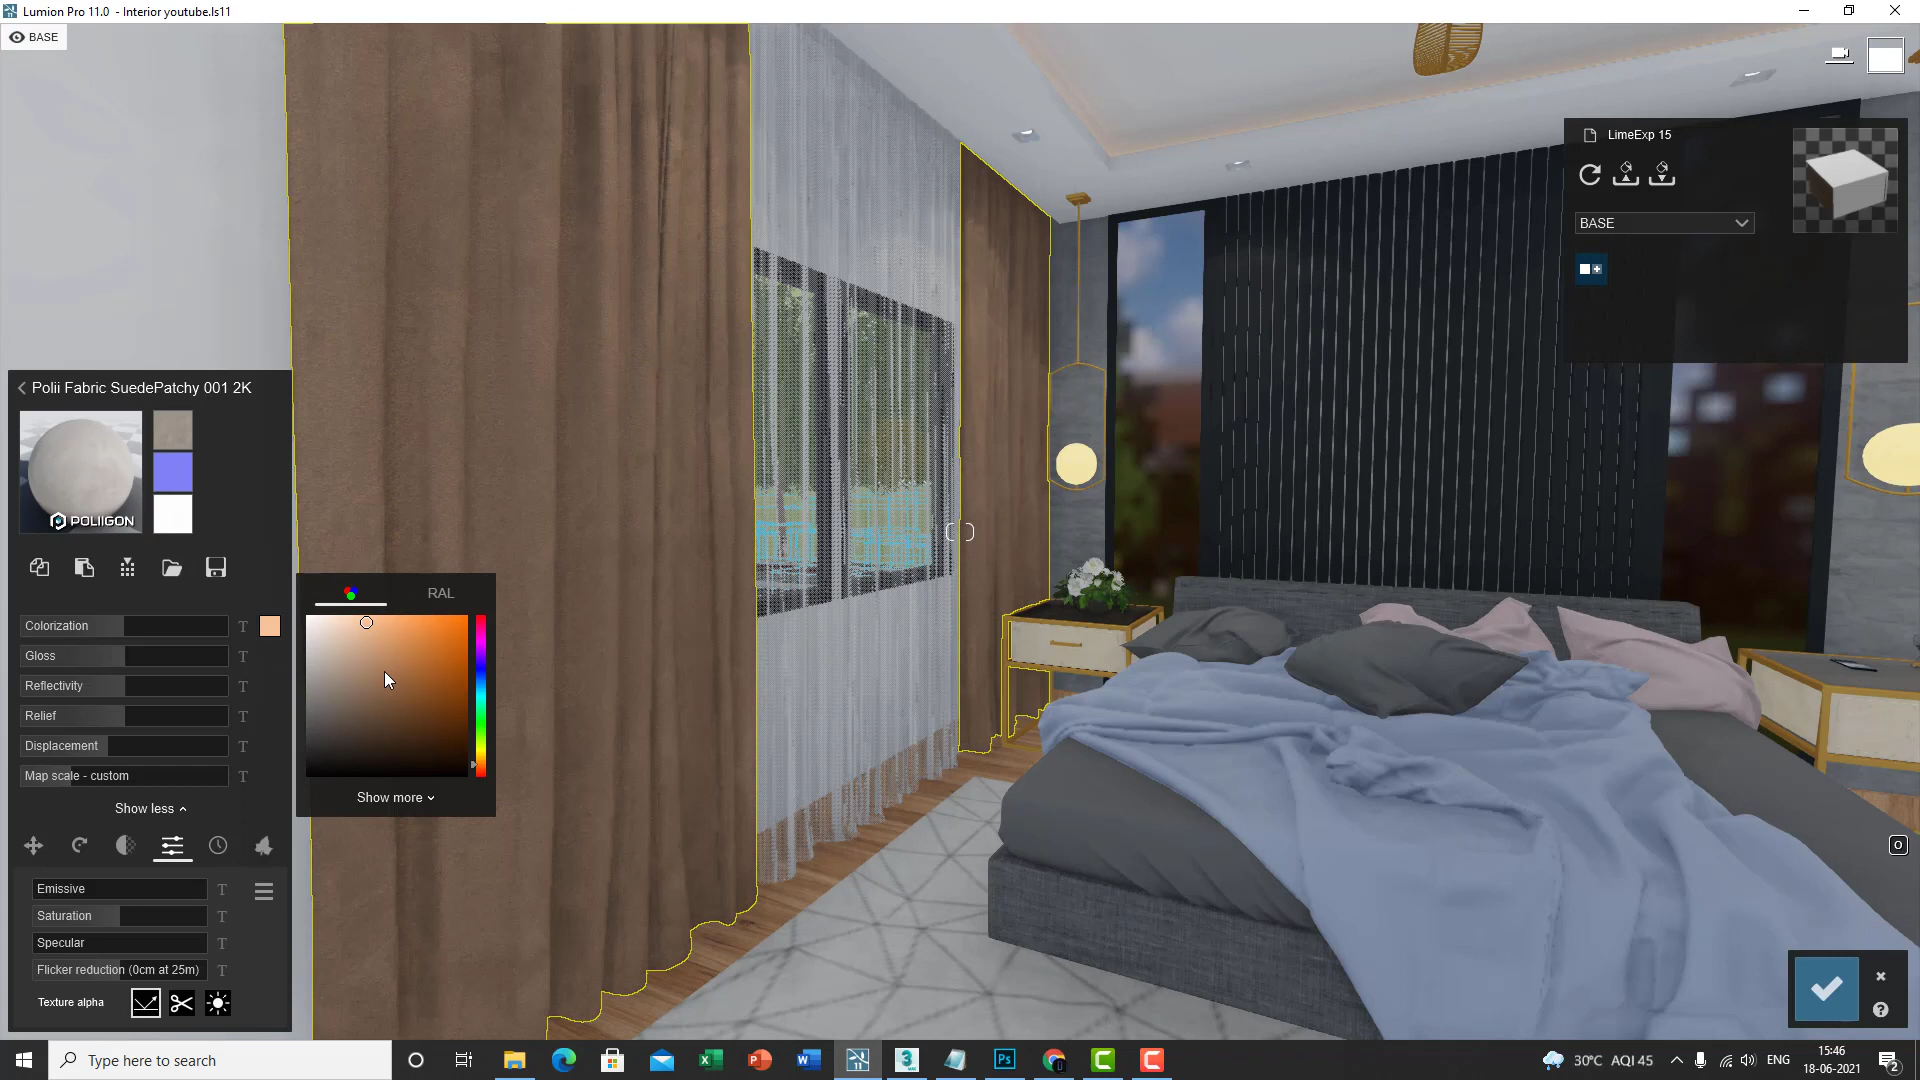 Lumion Pro 11.0 - Interior youtube.ls11
BASE
LimeExp 15
BASE
Polii Fabric SuedePatchy 001 2K
POLIIGON
RAL
Colorization T
Gloss T
Reflectivity T
Relief T
Displacement T
Map scale - custom T
Show more
Show less
Emissive T
Saturation T
Specular T
Flicker reduction (0cm at 25m) T
Texture alpha
O
Type here to search
30°C AQI 45
ENG
15:46
18-06-2021
2